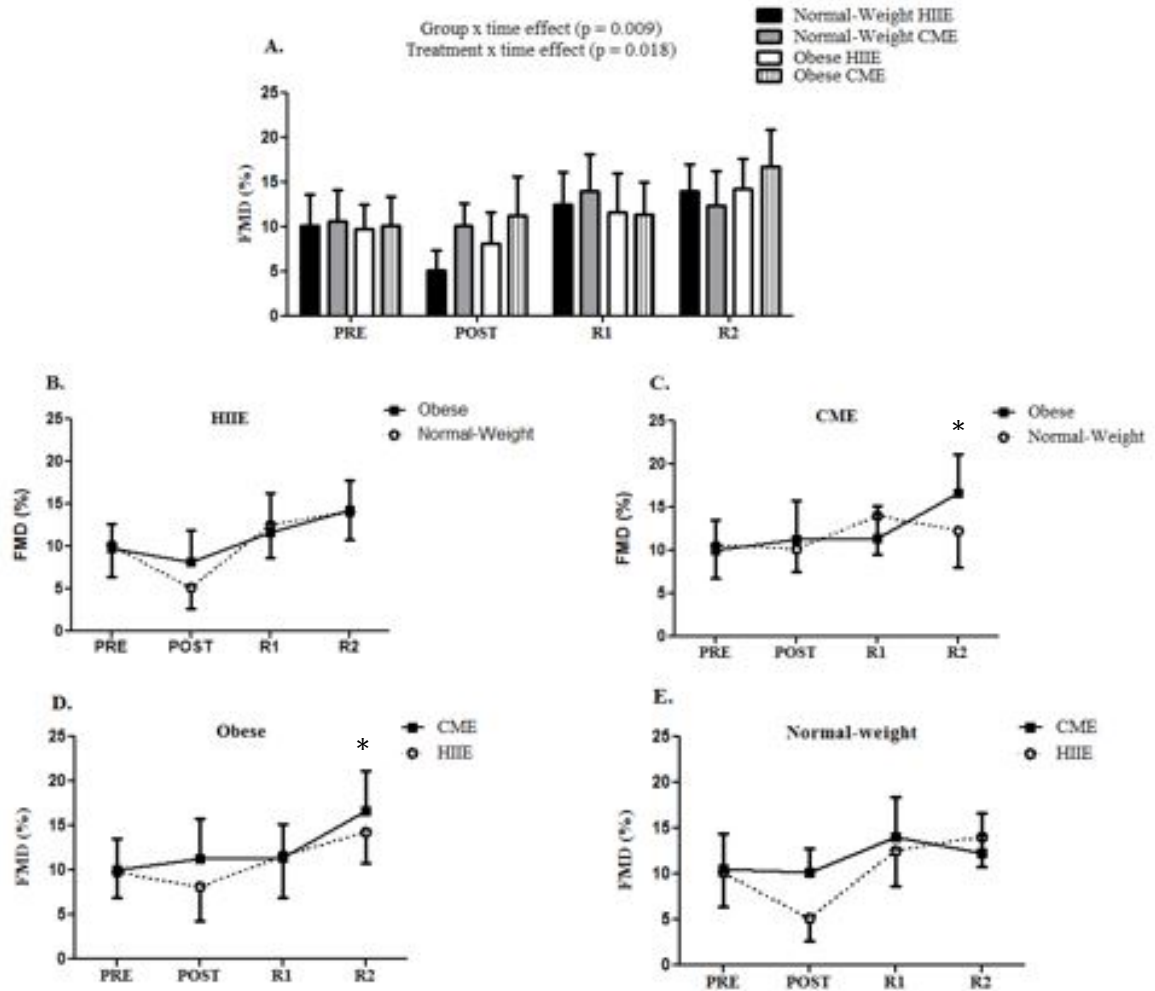 Group x time effect (p = 0.009)
Treatment x time effect (p = 0.018)
A.
Normal-Weight HIIE
Normal-Weight CME
Obese HIIE
Obese CME
FMD (%)
25
20
15
10
5
0
PRE POST R1 R2
B.
HIIE
Obese
Normal-Weight
FMD (%)
25
20
15
10
5
0
PRE POST R1 R2
C.
CME
Obese
Normal-Weight
*
FMD (%)
25
20
15
10
5
0
PRE POST R1 R2
D.
Obese
CME
HIIE
*
FMD (%)
25
20
15
10
5
0
PRE POST R1 R2
E.
Normal-weight
CME
HIIE
FMD (%)
25
20
15
10
5
0
PRE POST R1 R2